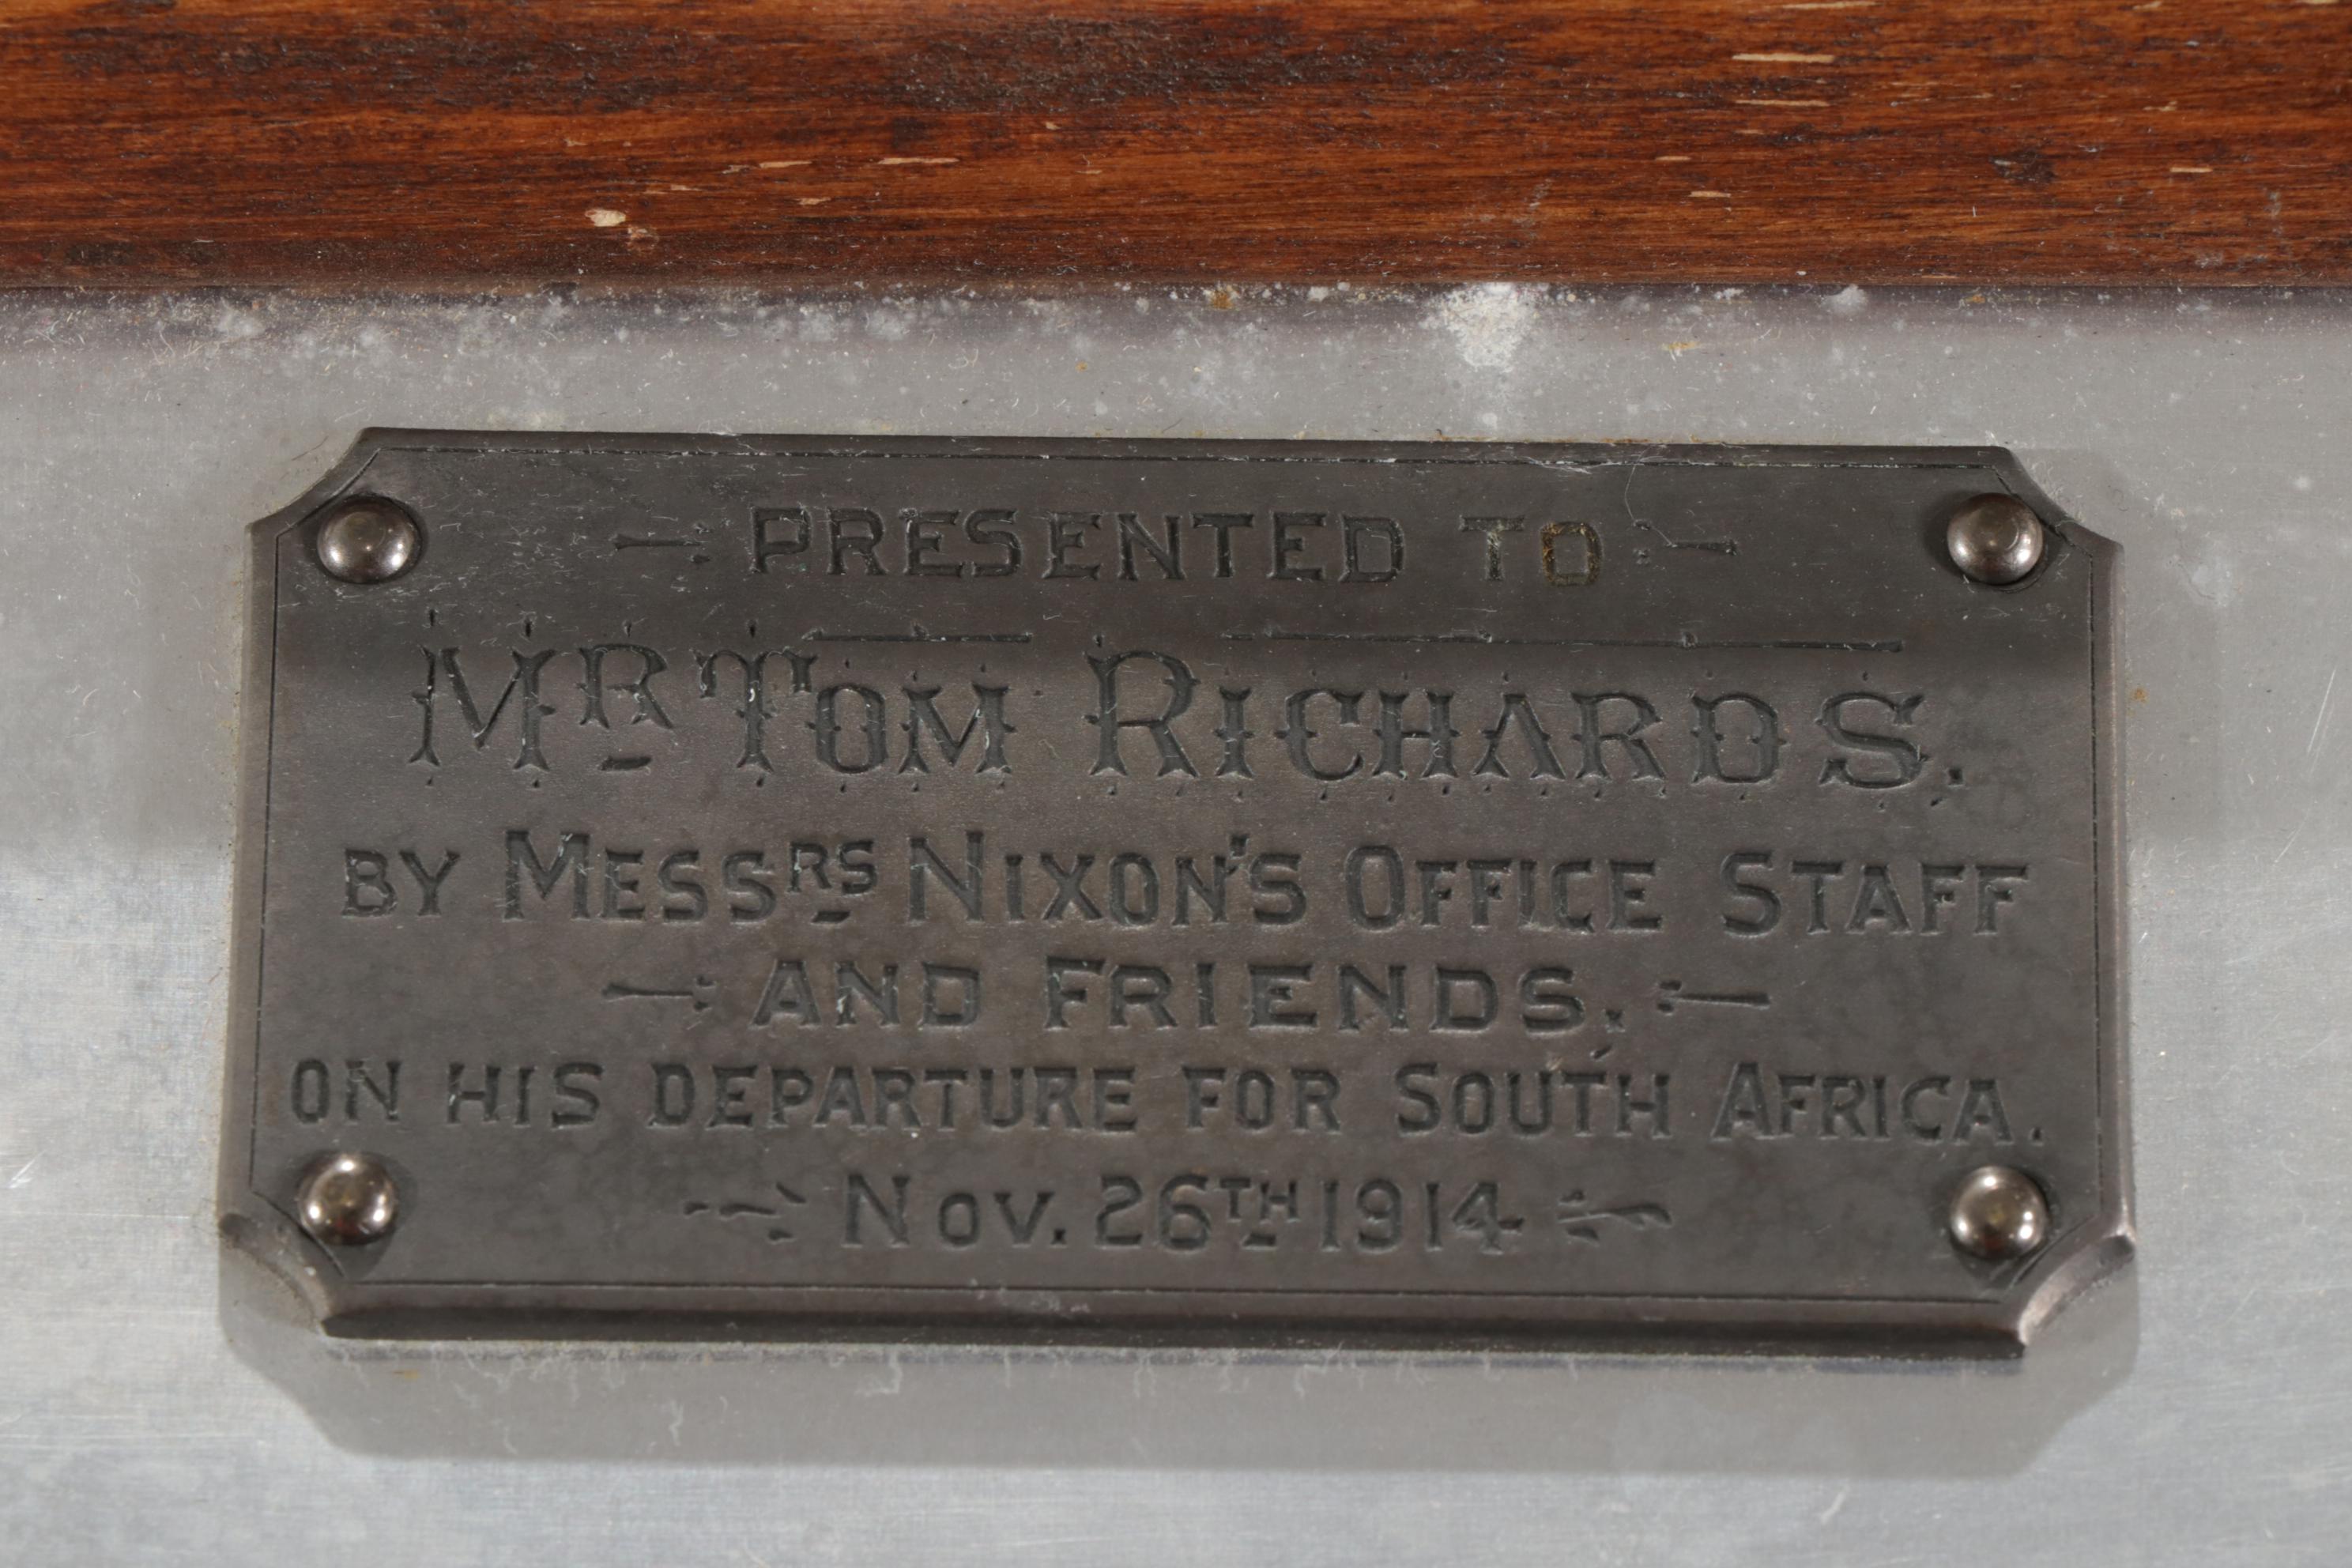 PRESENTED TO
MR TOM RICHARDS.
BY MESSRS NIXON'S OFFICE STAFF
AND FRIENDS.
ON HIS DEPARTURE FOR SOUTH AFRICA.
NOV. 26TH 1914